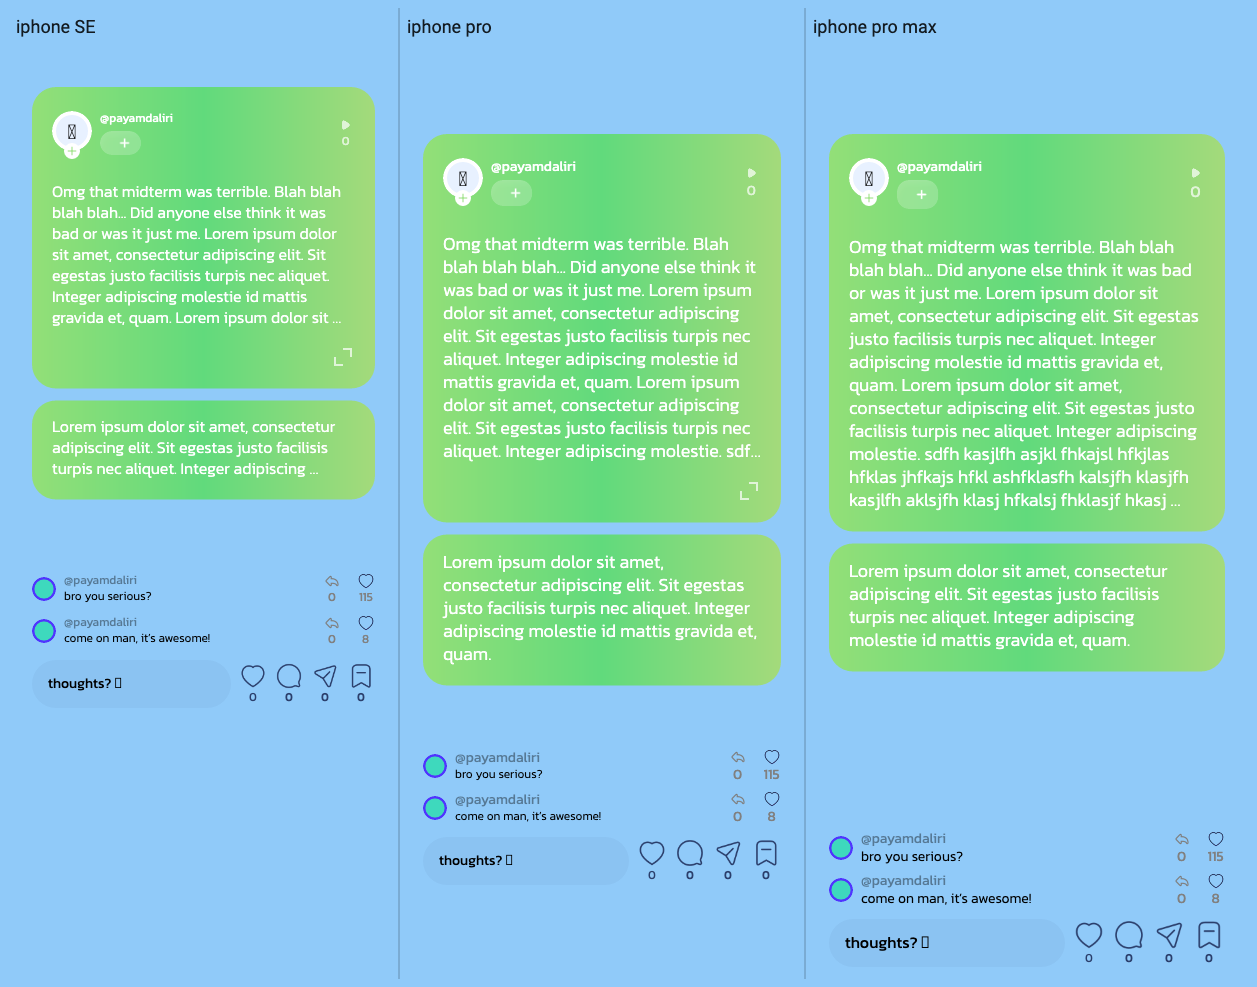 iphone SE
@payamdaliri
+
0
Omg that midterm was terrible. Blah blah
blah blah... Did anyone else think it was
bad or was it just me. Lorem ipsum dolor
sit amet, consectetur adipiscing elit. Sit
egestas justo facilisis turpis nec aliquet.
Integer adipiscing molestie id mattis
gravida et, quam. Lorem ipsum dolor sit ...
Lorem ipsum dolor sit amet, consectetur
adipiscing elit. Sit egestas justo facilisis
turpis nec aliquet. Integer adipiscing ...
@payamdaliri
bro you serious?
0 115
@payamdaliri
come on man, it's awesome!
0 8
thoughts?
0 0 0 0
iphone pro
@payamdaliri
+
0
Omg that midterm was terrible. Blah
blah blah blah... Did anyone else think it
was bad or was it just me. Lorem ipsum
dolor sit amet, consectetur adipiscing
elit. Sit egestas justo facilisis turpis nec
aliquet. Integer adipiscing molestie id
mattis gravida et, quam. Lorem ipsum
dolor sit amet, consectetur adipiscing
elit. Sit egestas justo facilisis turpis nec
aliquet. Integer adipiscing molestie. sdf...
Lorem ipsum dolor sit amet,
consectetur adipiscing elit. Sit egestas
justo facilisis turpis nec aliquet. Integer
adipiscing molestie id mattis gravida et,
quam.
@payamdaliri
bro you serious?
0 115
@payamdaliri
come on man, it's awesome!
0 8
thoughts?
0 0 0 0
iphone pro max
@payamdaliri
+
0
Omg that midterm was terrible. Blah blah
blah blah... Did anyone else think it was bad
or was it just me. Lorem ipsum dolor sit
amet, consectetur adipiscing elit. Sit egestas
justo facilisis turpis nec aliquet. Integer
adipiscing molestie id mattis gravida et,
quam. Lorem ipsum dolor sit amet,
consectetur adipiscing elit. Sit egestas justo
facilisis turpis nec aliquet. Integer adipiscing
molestie. sdfh kasjlfh asjkl fhkajsl hfkjlas
hfklas jhfkajs hfkl ashfklasfh kalsjfh klasjfh
kasjlfh aklsjfh klasj hfkalsj fhklasjf hkasj ...
Lorem ipsum dolor sit amet, consectetur
adipiscing elit. Sit egestas justo facilisis
turpis nec aliquet. Integer adipiscing
molestie id mattis gravida et, quam.
@payamdaliri
bro you serious?
0 115
@payamdaliri
come on man, it's awesome!
0 8
thoughts?
0 0 0 0